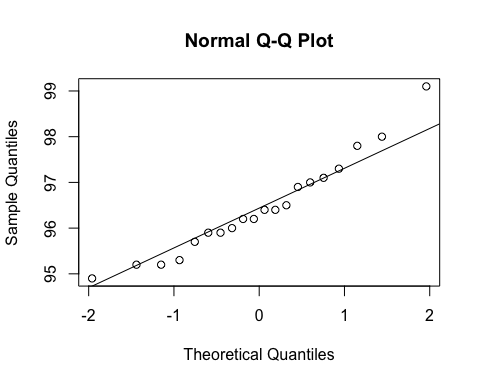 Normal Q-Q Plot
Sample Quantiles
99
98
97
96
95
-2 -1 0 1 2
Theoretical Quantiles